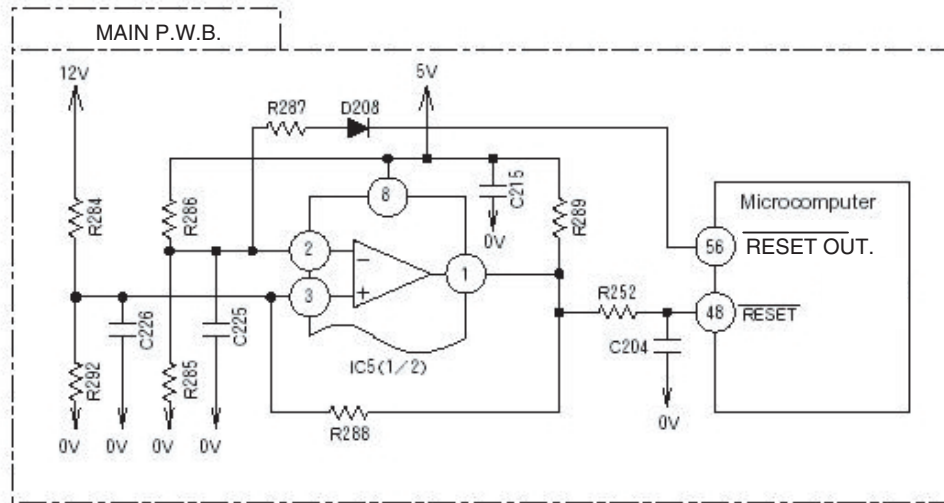 MAIN P.W.B.
12V
5V
R287
D208
R284
R286
8
C215
R289
0V
Microcomputer
2
1
56
RESET OUT.
3
R252
48
RESET
C226
C225
C204
R292
R285
IC5(1/2)
R288
0V
0V
0V
0V
0V